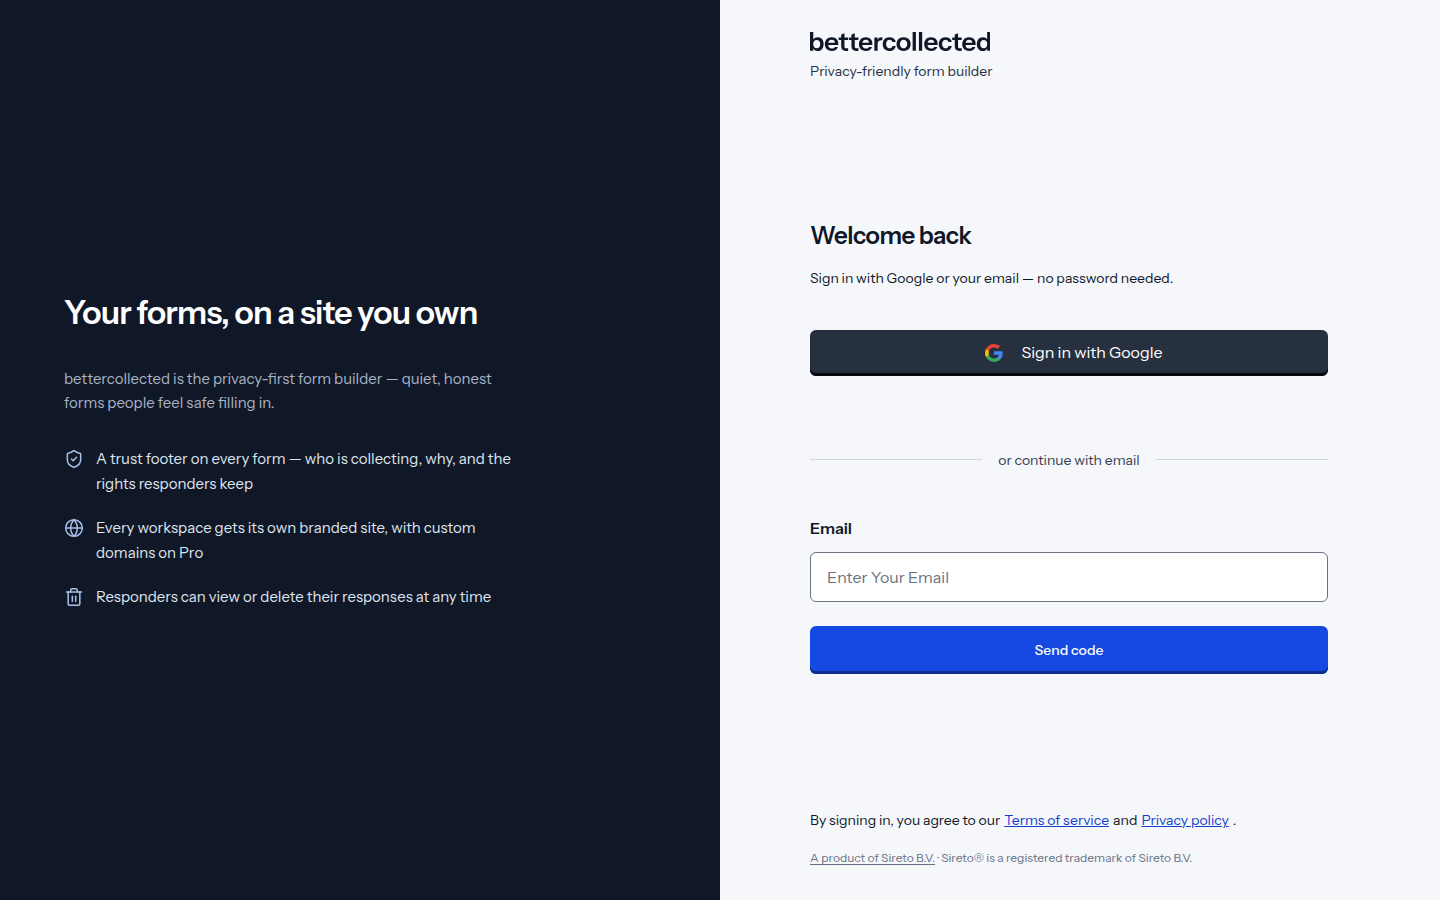 Your forms, on a site you own
bettercollected is the privacy-first form builder — quiet, honest
forms people feel safe filling in.
A trust footer on every form — who is collecting, why, and the
rights responders keep
Every workspace gets its own branded site, with custom
domains on Pro
Responders can view or delete their responses at any time
bettercollected
Privacy-friendly form builder
Welcome back
Sign in with Google or your email — no password needed.
Sign in with Google
or continue with email
Email
Enter Your Email
Send code
By signing in, you agree to our Terms of service and Privacy policy .
A product of Sireto B.V. · Sireto® is a registered trademark of Sireto B.V.